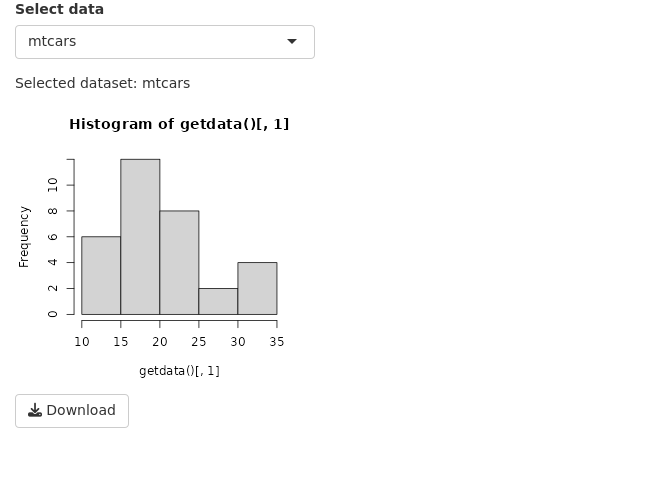 Select data
mtcars
Selected dataset: mtcars
Histogram of getdata()[, 1]
Frequency
0 2 4 6 8 10
10 15 20 25 30 35
getdata()[, 1]
Download